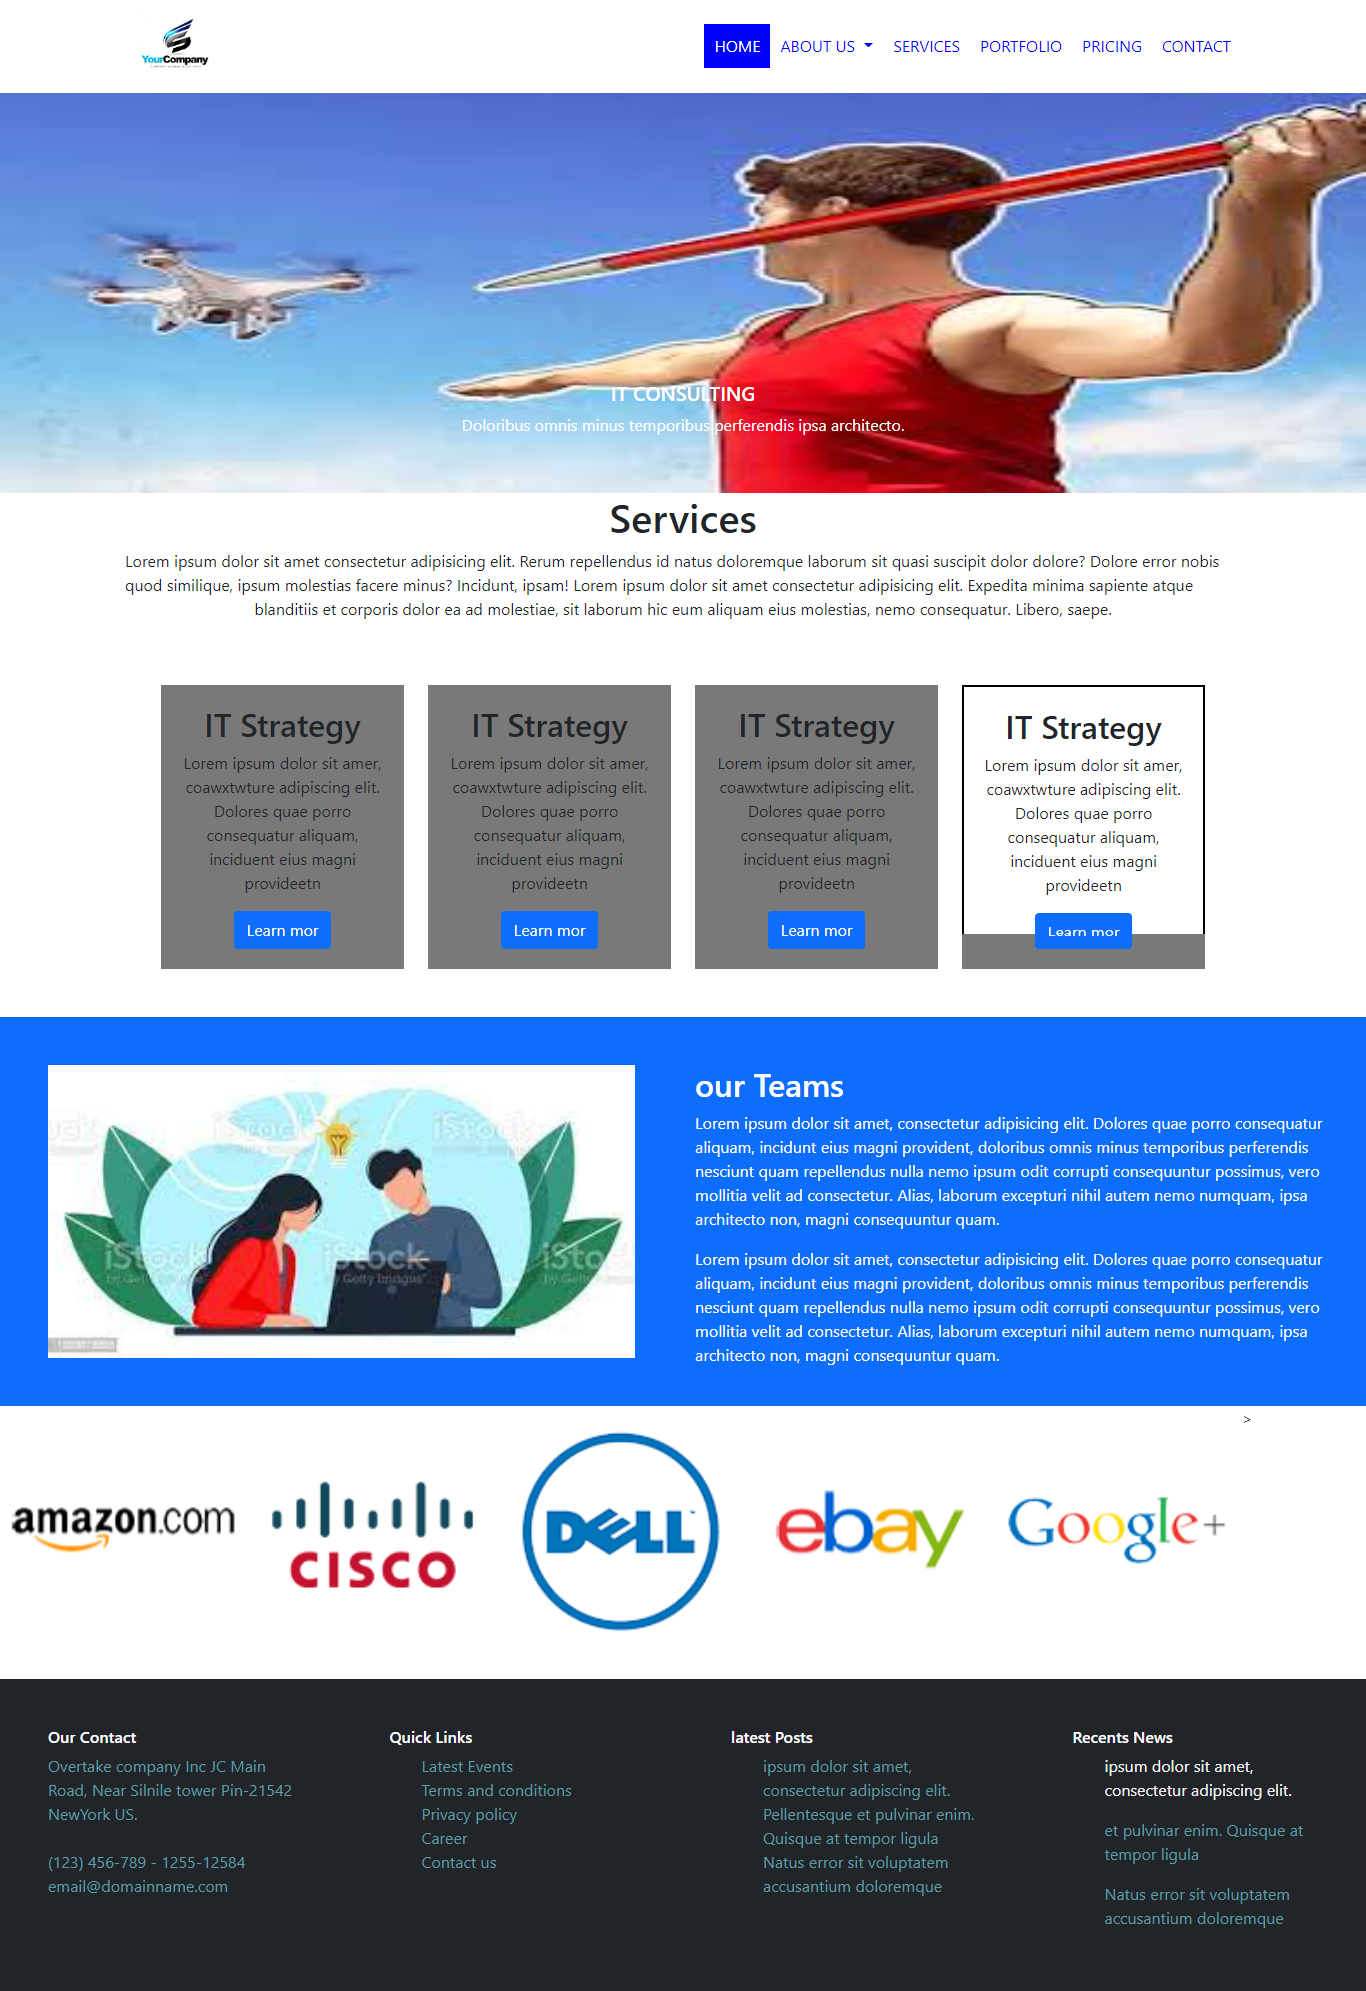 YourCompany
HOME ABOUT US SERVICES PORTFOLIO PRICING CONTACT
IT CONSULTING
Doloribus omnis minus temporibus perferendis ipsa architecto.
Services
Lorem ipsum dolor sit amet consectetur adipisicing elit. Rerum repellendus id natus doloremque laborum sit quasi suscipit dolor dolore? Dolore error nobis
quod similique, ipsum molestias facere minus? Incidunt, ipsam! Lorem ipsum dolor sit amet consectetur adipisicing elit. Expedita minima sapiente atque
blanditiis et corporis dolor ea ad molestiae, sit laborum hic eum aliquam eius molestias, nemo consequatur. Libero, saepe.
IT Strategy
Lorem ipsum dolor sit amer,
coawxtwture adipiscing elit.
Dolores quae porro
consequatur aliquam,
inciduent eius magni
provideetn
Learn mor
IT Strategy
Lorem ipsum dolor sit amer,
coawxtwture adipiscing elit.
Dolores quae porro
consequatur aliquam,
inciduent eius magni
provideetn
Learn mor
IT Strategy
Lorem ipsum dolor sit amer,
coawxtwture adipiscing elit.
Dolores quae porro
consequatur aliquam,
inciduent eius magni
provideetn
Learn mor
IT Strategy
Lorem ipsum dolor sit amer,
coawxtwture adipiscing elit.
Dolores quae porro
consequatur aliquam,
inciduent eius magni
provideetn
Learn mor
iStock
iStock
iStock
iStock
by Getty Images
our Teams
Lorem ipsum dolor sit amet, consectetur adipisicing elit. Dolores quae porro consequatur
aliquam, incidunt eius magni provident, doloribus omnis minus temporibus perferendis
nesciunt quam repellendus nulla nemo ipsum odit corrupti consequuntur possimus, vero
mollitia velit ad consectetur. Alias, laborum excepturi nihil autem nemo numquam, ipsa
architecto non, magni consequuntur quam.
Lorem ipsum dolor sit amet, consectetur adipisicing elit. Dolores quae porro consequatur
aliquam, incidunt eius magni provident, doloribus omnis minus temporibus perferendis
nesciunt quam repellendus nulla nemo ipsum odit corrupti consequuntur possimus, vero
mollitia velit ad consectetur. Alias, laborum excepturi nihil autem nemo numquam, ipsa
architecto non, magni consequuntur quam.
>
amazon.com
CISCO
DELL
ebay
Google+
Our Contact
Overtake company Inc JC Main
Road, Near Silnile tower Pin-21542
NewYork US.
(123) 456-789 - 1255-12584
email@domainname.com
Quick Links
Latest Events
Terms and conditions
Privacy policy
Career
Contact us
latest Posts
ipsum dolor sit amet,
consectetur adipiscing elit.
Pellentesque et pulvinar enim.
Quisque at tempor ligula
Natus error sit voluptatem
accusantium doloremque
Recents News
ipsum dolor sit amet,
consectetur adipiscing elit.
et pulvinar enim. Quisque at
tempor ligula
Natus error sit voluptatem
accusantium doloremque